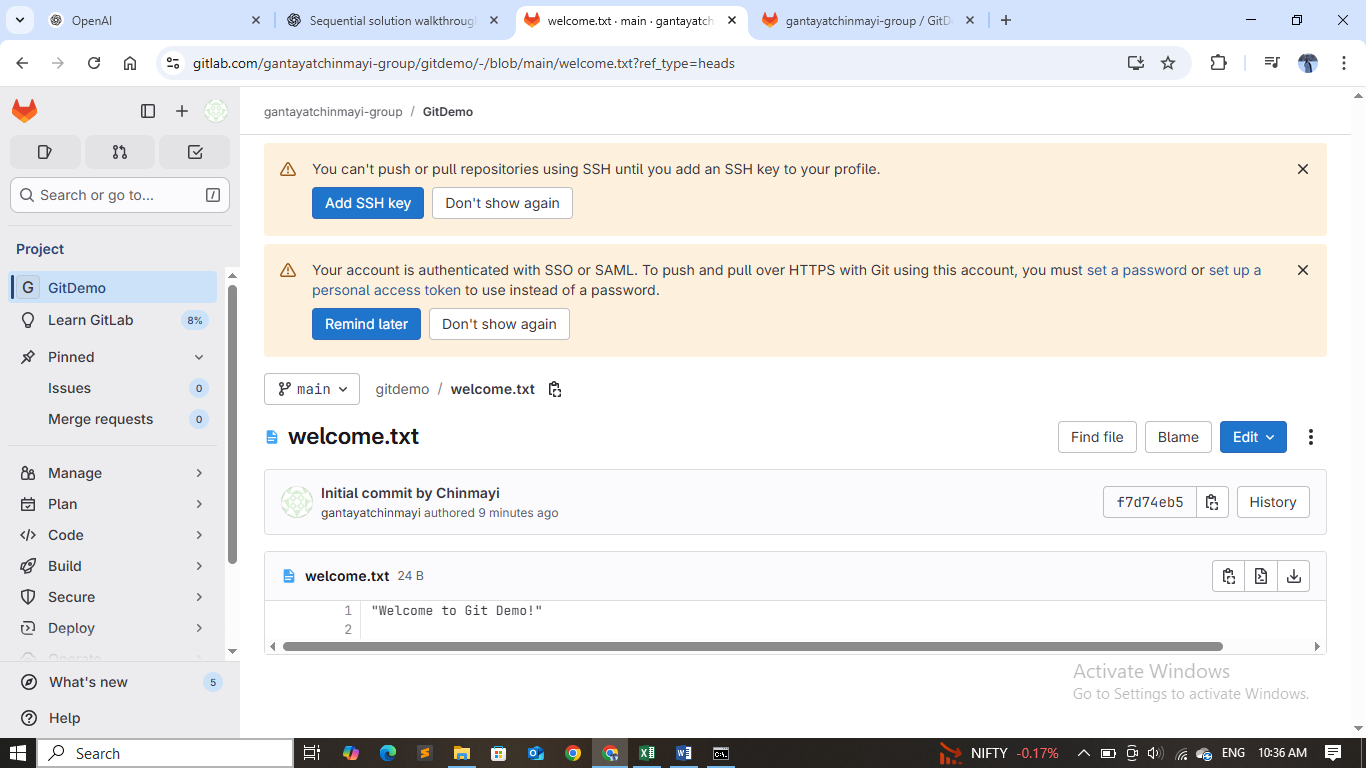 OpenAI
Sequential solution walkthroug
welcome.txt · main · gantayatch
gantayatchinmayi-group / GitD
gitlab.com/gantayatchinmayi-group/gitdemo/-/blob/main/welcome.txt?ref_type=heads
gantayatchinmayi-group / GitDemo
You can't push or pull repositories using SSH until you add an SSH key to your profile.
Add SSH key
Don't show again
Your account is authenticated with SSO or SAML. To push and pull over HTTPS with Git using this account, you must set a password or set up a
personal access token to use instead of a password.
Remind later
Don't show again
Search or go to...
/
Project
G
GitDemo
Learn GitLab
8%
Pinned
Issues
0
Merge requests
0
Manage
Plan
Code
Build
Secure
Deploy
Operate
What's new
5
Help
main
gitdemo / welcome.txt
welcome.txt
Find file
Blame
Edit
Initial commit by Chinmayi
gantayatchinmayi authored 9 minutes ago
f7d74eb5
History
welcome.txt 24 B
1 "Welcome to Git Demo!"
2
Activate Windows
Go to Settings to activate Windows.
Search
NIFTY -0.17%
ENG
10:36 AM